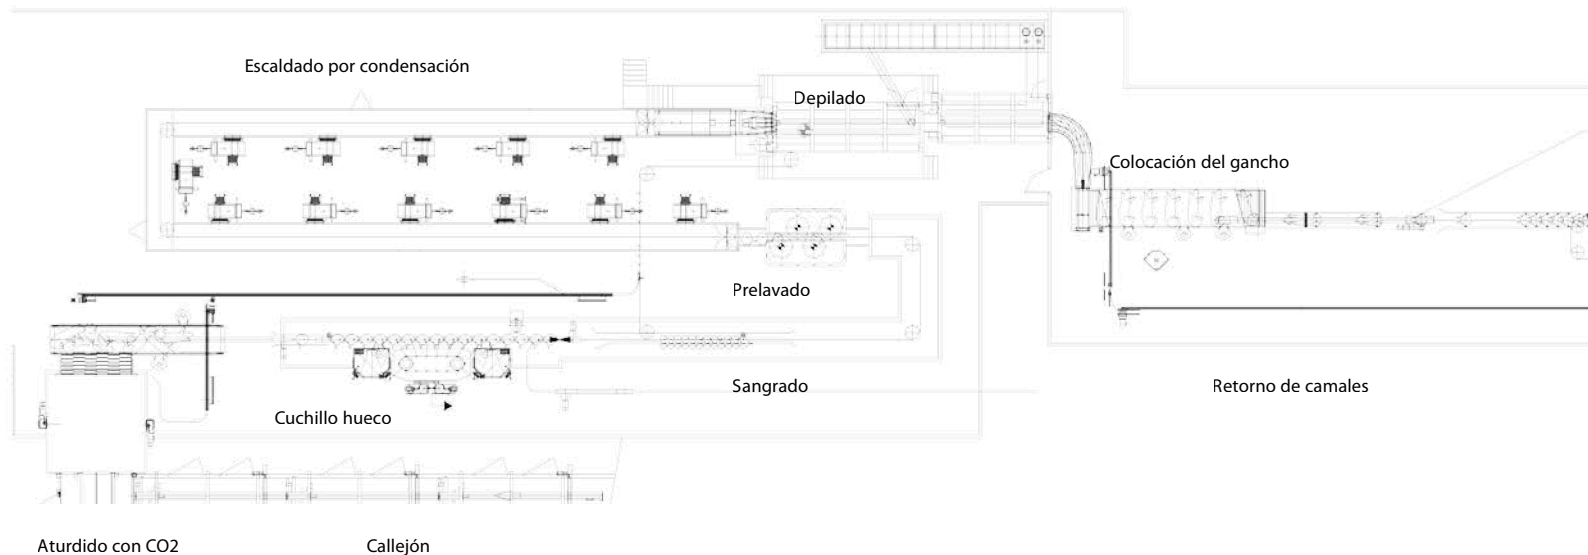 Escaldado por condensación
Depilado
Colocación del gancho
Prelavado
Sangrado
Retorno de camales
Cuchillo hueco
Aturdido con CO2
Callejón